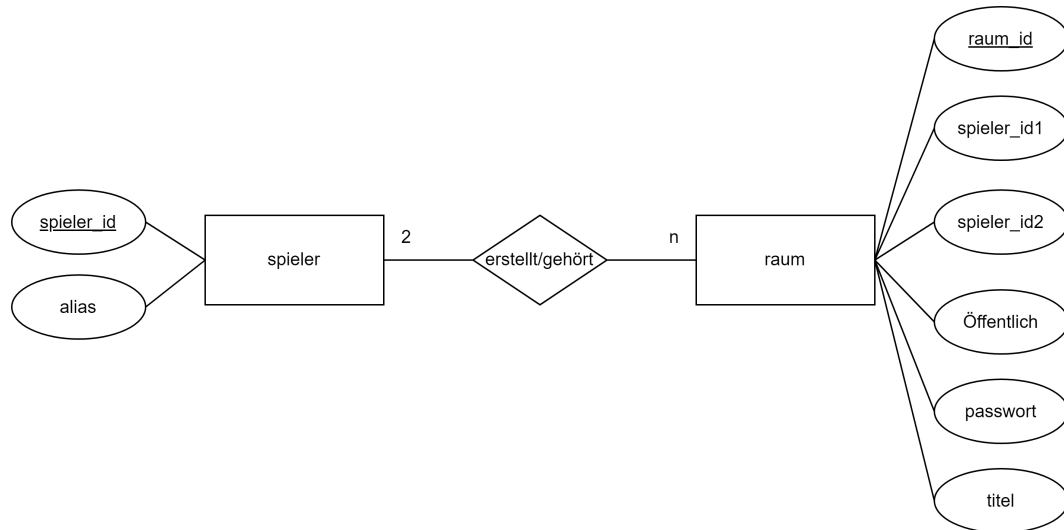 raum_id
spieler_id1
spieler_id
spieler_id2
2
n
spieler
erstellt/gehört
raum
alias
Öffentlich
passwort
titel